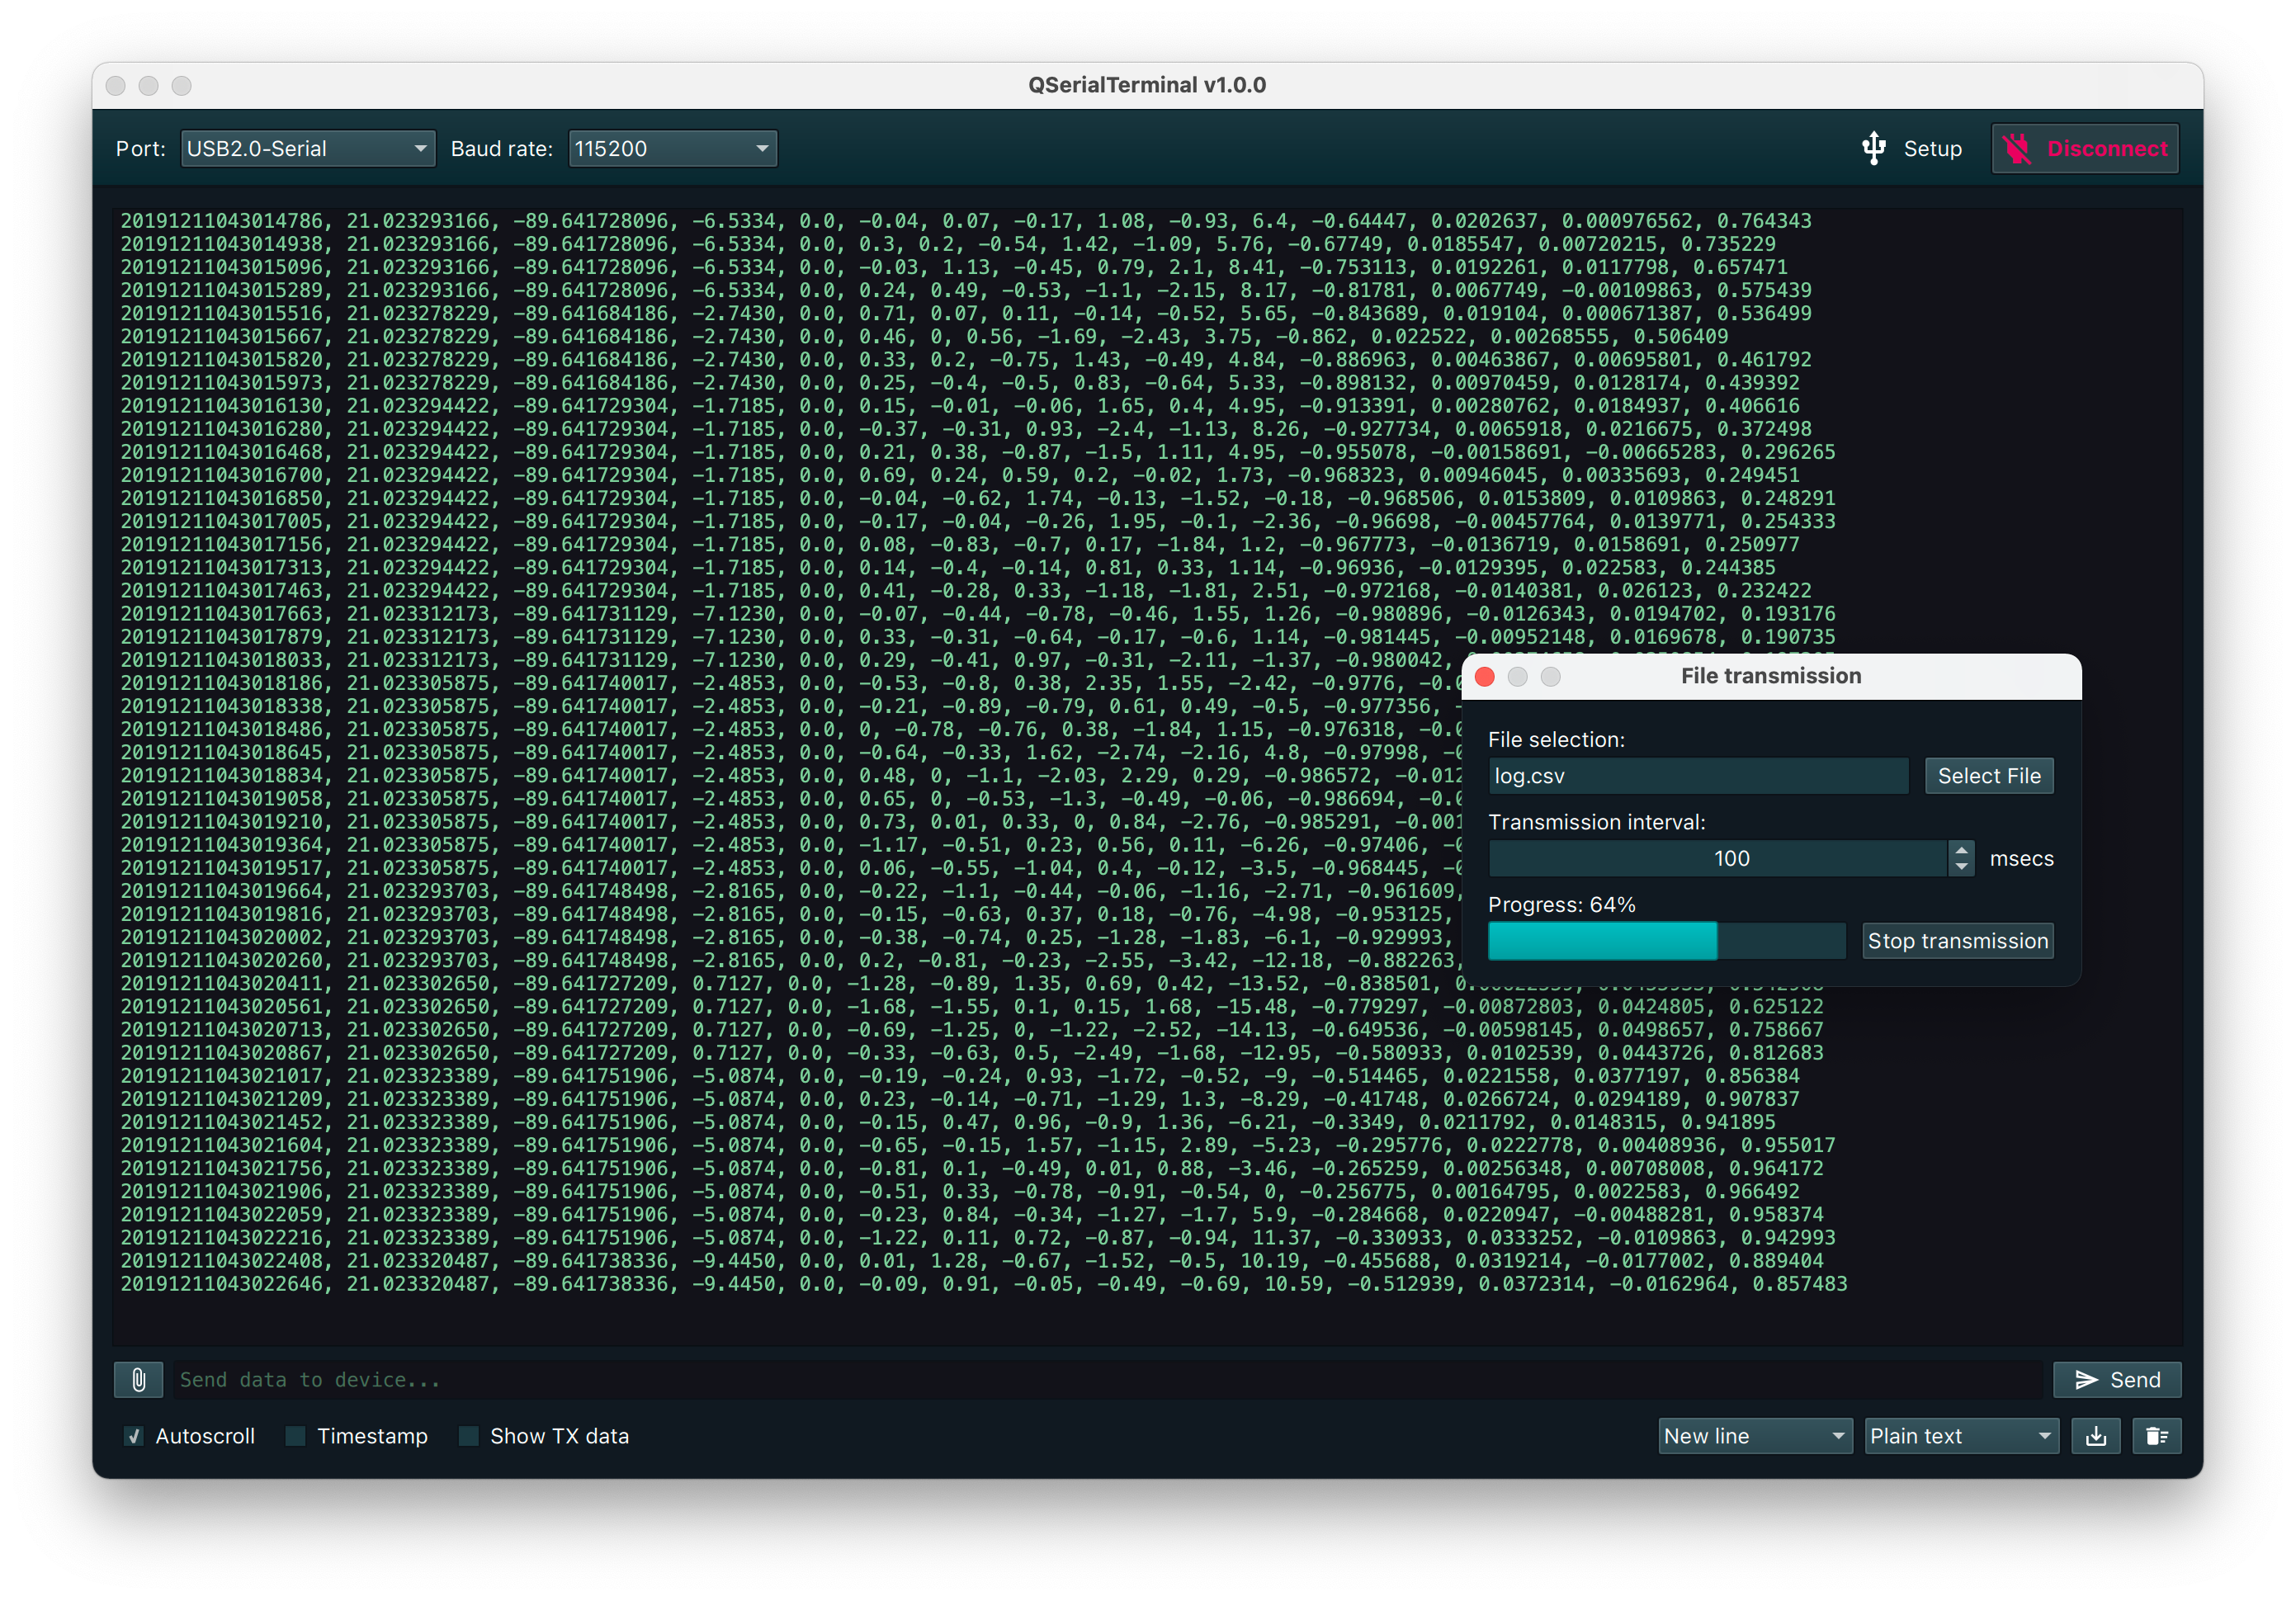 QSerialTerminal v1.0.0
Port: USB2.0-Serial Baud rate: 115200 Setup Disconnect
20191211043014786, 21.023293166, -89.641728096, -6.5334, 0.0, -0.04, 0.07, -0.17, 1.08, -0.93, 6.4, -0.64447, 0.0202637, 0.000976562, 0.764343
20191211043014938, 21.023293166, -89.641728096, -6.5334, 0.0, 0.3, 0.2, -0.54, 1.42, -1.09, 5.76, -0.67749, 0.0185547, 0.00720215, 0.735229
20191211043015096, 21.023293166, -89.641728096, -6.5334, 0.0, -0.03, 1.13, -0.45, 0.79, 2.1, 8.41, -0.753113, 0.0192261, 0.0117798, 0.657471
20191211043015289, 21.023293166, -89.641728096, -6.5334, 0.0, 0.24, 0.49, -0.53, -1.1, -2.15, 8.17, -0.81781, 0.0067749, -0.00109863, 0.575439
20191211043015516, 21.023278229, -89.641684186, -2.7430, 0.0, 0.71, 0.07, 0.11, -0.14, -0.52, 5.65, -0.843689, 0.019104, 0.000671387, 0.536499
20191211043015667, 21.023278229, -89.641684186, -2.7430, 0.0, 0.46, 0, 0.56, -1.69, -2.43, 3.75, -0.862, 0.022522, 0.00268555, 0.506409
20191211043015820, 21.023278229, -89.641684186, -2.7430, 0.0, 0.33, 0.2, -0.75, 1.43, -0.49, 4.84, -0.886963, 0.00463867, 0.00695801, 0.461792
20191211043015973, 21.023278229, -89.641684186, -2.7430, 0.0, 0.25, -0.4, -0.5, 0.83, -0.64, 5.33, -0.898132, 0.00970459, 0.0128174, 0.439392
20191211043016130, 21.023294422, -89.641729304, -1.7185, 0.0, 0.15, -0.01, -0.06, 1.65, 0.4, 4.95, -0.913391, 0.00280762, 0.0184937, 0.406616
20191211043016280, 21.023294422, -89.641729304, -1.7185, 0.0, -0.37, -0.31, 0.93, -2.4, -1.13, 8.26, -0.927734, 0.0065918, 0.0216675, 0.372498
20191211043016468, 21.023294422, -89.641729304, -1.7185, 0.0, 0.21, 0.38, -0.87, -1.5, 1.11, 4.95, -0.955078, -0.00158691, -0.00665283, 0.296265
20191211043016700, 21.023294422, -89.641729304, -1.7185, 0.0, 0.69, 0.24, 0.59, 0.2, -0.02, 1.73, -0.968323, 0.00946045, 0.00335693, 0.249451
20191211043016850, 21.023294422, -89.641729304, -1.7185, 0.0, -0.04, -0.62, 1.74, -0.13, -1.52, -0.18, -0.968506, 0.0153809, 0.0109863, 0.248291
20191211043017005, 21.023294422, -89.641729304, -1.7185, 0.0, -0.17, -0.04, -0.26, 1.95, -0.1, -2.36, -0.96698, -0.00457764, 0.0139771, 0.254333
20191211043017156, 21.023294422, -89.641729304, -1.7185, 0.0, 0.08, -0.83, -0.7, 0.17, -1.84, 1.2, -0.967773, -0.0136719, 0.0158691, 0.250977
20191211043017313, 21.023294422, -89.641729304, -1.7185, 0.0, 0.14, -0.4, -0.14, 0.81, 0.33, 1.14, -0.96936, -0.0129395, 0.022583, 0.244385
20191211043017463, 21.023294422, -89.641729304, -1.7185, 0.0, 0.41, -0.28, 0.33, -1.18, -1.81, 2.51, -0.972168, -0.0140381, 0.026123, 0.232422
20191211043017663, 21.023312173, -89.641731129, -7.1230, 0.0, -0.07, -0.44, -0.78, -0.46, 1.55, 1.26, -0.980896, -0.0126343, 0.0194702, 0.193176
20191211043017879, 21.023312173, -89.641731129, -7.1230, 0.0, 0.33, -0.31, -0.64, -0.17, -0.6, 1.14, -0.981445, -0.00952148, 0.0169678, 0.190735
20191211043018033, 21.023312173, -89.641731129, -7.1230, 0.0, 0.29, -0.41, 0.97, -0.31, -2.11, -1.37, -0.980042,
20191211043018186, 21.023305875, -89.641740017, -2.4853, 0.0, -0.53, -0.8, 0.38, 2.35, 1.55, -2.42, -0.9776,
20191211043018338, 21.023305875, -89.641740017, -2.4853, 0.0, -0.21, -0.89, -0.79, 0.61, 0.49, -0.5, -0.977356,
20191211043018486, 21.023305875, -89.641740017, -2.4853, 0.0, 0, -0.78, -0.76, 0.38, -1.84, 1.15, -0.976318,
20191211043018645, 21.023305875, -89.641740017, -2.4853, 0.0, -0.64, -0.33, 1.62, -2.74, -2.16, 4.8, -0.97998,
20191211043018834, 21.023305875, -89.641740017, -2.4853, 0.0, 0.48, 0, -1.1, -2.03, 2.29, 0.29, -0.986572, -0.012
20191211043019058, 21.023305875, -89.641740017, -2.4853, 0.0, 0.65, 0, -0.53, -1.3, -0.49, -0.06, -0.986694,
20191211043019210, 21.023305875, -89.641740017, -2.4853, 0.0, 0.73, 0.01, 0.33, 0, 0.84, -2.76, -0.985291, -0.001
20191211043019364, 21.023305875, -89.641740017, -2.4853, 0.0, -1.17, -0.51, 0.23, 0.56, 0.11, -6.26, -0.97406,
20191211043019517, 21.023305875, -89.641740017, -2.4853, 0.0, 0.06, -0.55, -1.04, 0.4, -0.12, -3.5, -0.968445,
20191211043019664, 21.023293703, -89.641748498, -2.8165, 0.0, -0.22, -1.1, -0.44, -0.06, -1.16, -2.71, -0.961609,
20191211043019816, 21.023293703, -89.641748498, -2.8165, 0.0, -0.15, -0.63, 0.37, 0.18, -0.76, -4.98, -0.953125,
20191211043020002, 21.023293703, -89.641748498, -2.8165, 0.0, -0.38, -0.74, 0.25, -1.28, -1.83, -6.1, -0.929993,
20191211043020260, 21.023293703, -89.641748498, -2.8165, 0.0, 0.2, -0.81, -0.23, -2.55, -3.42, -12.18, -0.882263,
20191211043020411, 21.023302650, -89.641727209, 0.7127, 0.0, -1.28, -0.89, 1.35, 0.69, 0.42, -13.52, -0.838501,
20191211043020561, 21.023302650, -89.641727209, 0.7127, 0.0, -1.68, -1.55, 0.1, 0.15, 1.68, -15.48, -0.779297, -0.00872803, 0.0424805, 0.625122
20191211043020713, 21.023302650, -89.641727209, 0.7127, 0.0, -0.69, -1.25, 0, -1.22, -2.52, -14.13, -0.649536, -0.00598145, 0.0498657, 0.758667
20191211043020867, 21.023302650, -89.641727209, 0.7127, 0.0, -0.33, -0.63, 0.5, -2.49, -1.68, -12.95, -0.580933, 0.0102539, 0.0443726, 0.812683
20191211043021017, 21.023323389, -89.641751906, -5.0874, 0.0, -0.19, -0.24, 0.93, -1.72, -0.52, -9, -0.514465, 0.0221558, 0.0377197, 0.856384
20191211043021209, 21.023323389, -89.641751906, -5.0874, 0.0, 0.23, -0.14, -0.71, -1.29, 1.3, -8.29, -0.41748, 0.0266724, 0.0294189, 0.907837
20191211043021452, 21.023323389, -89.641751906, -5.0874, 0.0, -0.15, 0.47, 0.96, -0.9, 1.36, -6.21, -0.3349, 0.0211792, 0.0148315, 0.941895
20191211043021604, 21.023323389, -89.641751906, -5.0874, 0.0, -0.65, -0.15, 1.57, -1.15, 2.89, -5.23, -0.295776, 0.0222778, 0.00408936, 0.955017
20191211043021756, 21.023323389, -89.641751906, -5.0874, 0.0, -0.81, 0.1, -0.49, 0.01, 0.88, -3.46, -0.265259, 0.00256348, 0.00708008, 0.964172
20191211043021906, 21.023323389, -89.641751906, -5.0874, 0.0, -0.51, 0.33, -0.78, -0.91, -0.54, 0, -0.256775, 0.00164795, 0.0022583, 0.966492
20191211043022059, 21.023323389, -89.641751906, -5.0874, 0.0, -0.23, 0.84, -0.34, -1.27, -1.7, 5.9, -0.284668, 0.0220947, -0.00488281, 0.958374
20191211043022216, 21.023323389, -89.641751906, -5.0874, 0.0, -1.22, 0.11, 0.72, -0.87, -0.94, 11.37, -0.330933, 0.0333252, -0.0109863, 0.942993
20191211043022408, 21.023320487, -89.641738336, -9.4450, 0.0, 0.01, 1.28, -0.67, -1.52, -0.5, 10.19, -0.455688, 0.0319214, -0.0177002, 0.889404
20191211043022646, 21.023320487, -89.641738336, -9.4450, 0.0, -0.09, 0.91, -0.05, -0.49, -0.69, 10.59, -0.512939, 0.0372314, -0.0162964, 0.857483
File transmission
File selection:
log.csv Select File
Transmission interval:
100 msecs
Progress: 64%
Stop transmission
Send data to device... Send
Autoscroll Timestamp Show TX data New line Plain text